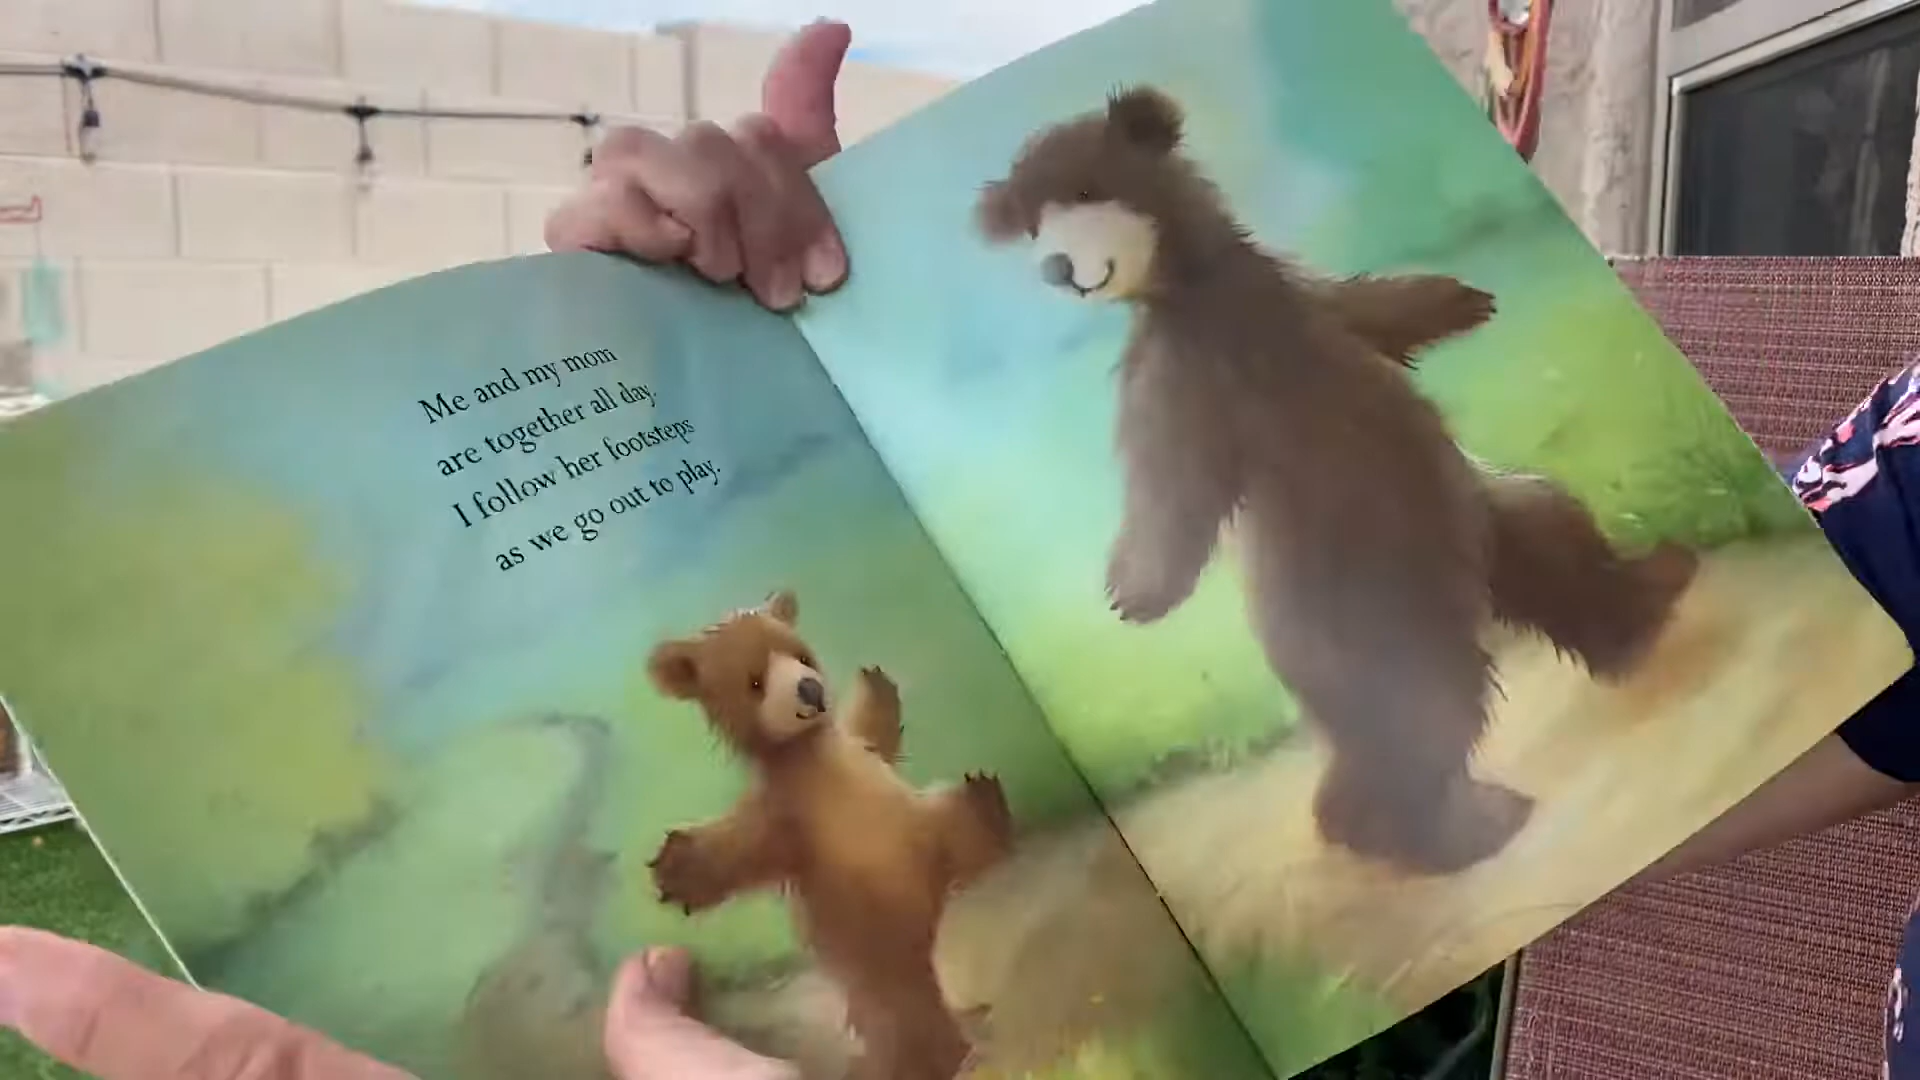 Me and my mom
are together all day.
I follow her footsteps
as we go out to play.